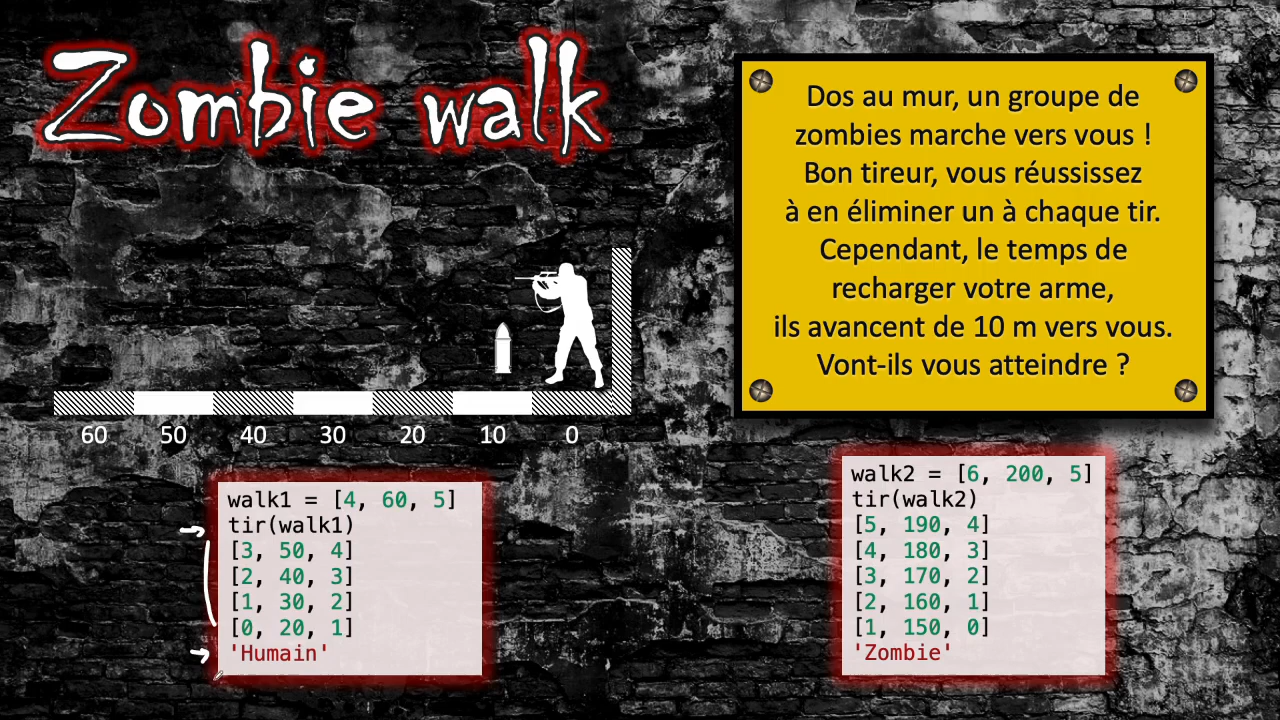 Zombie walk
Dos au mur, un groupe de
zombies marche vers vous !
Bon tireur, vous réussissez
à en éliminer un à chaque tir.
Cependant, le temps de
recharger votre arme,
ils avancent de 10 m vers vous.
Vont-ils vous atteindre ?
60 50 40 30 20 10 0
walk1 = [4, 60, 5]
tir(walk1)
[3, 50, 4]
[2, 40, 3]
[1, 30, 2]
[0, 20, 1]
'Humain'
walk2 = [6, 200, 5]
tir(walk2)
[5, 190, 4]
[4, 180, 3]
[3, 170, 2]
[2, 160, 1]
[1, 150, 0]
'Zombie'